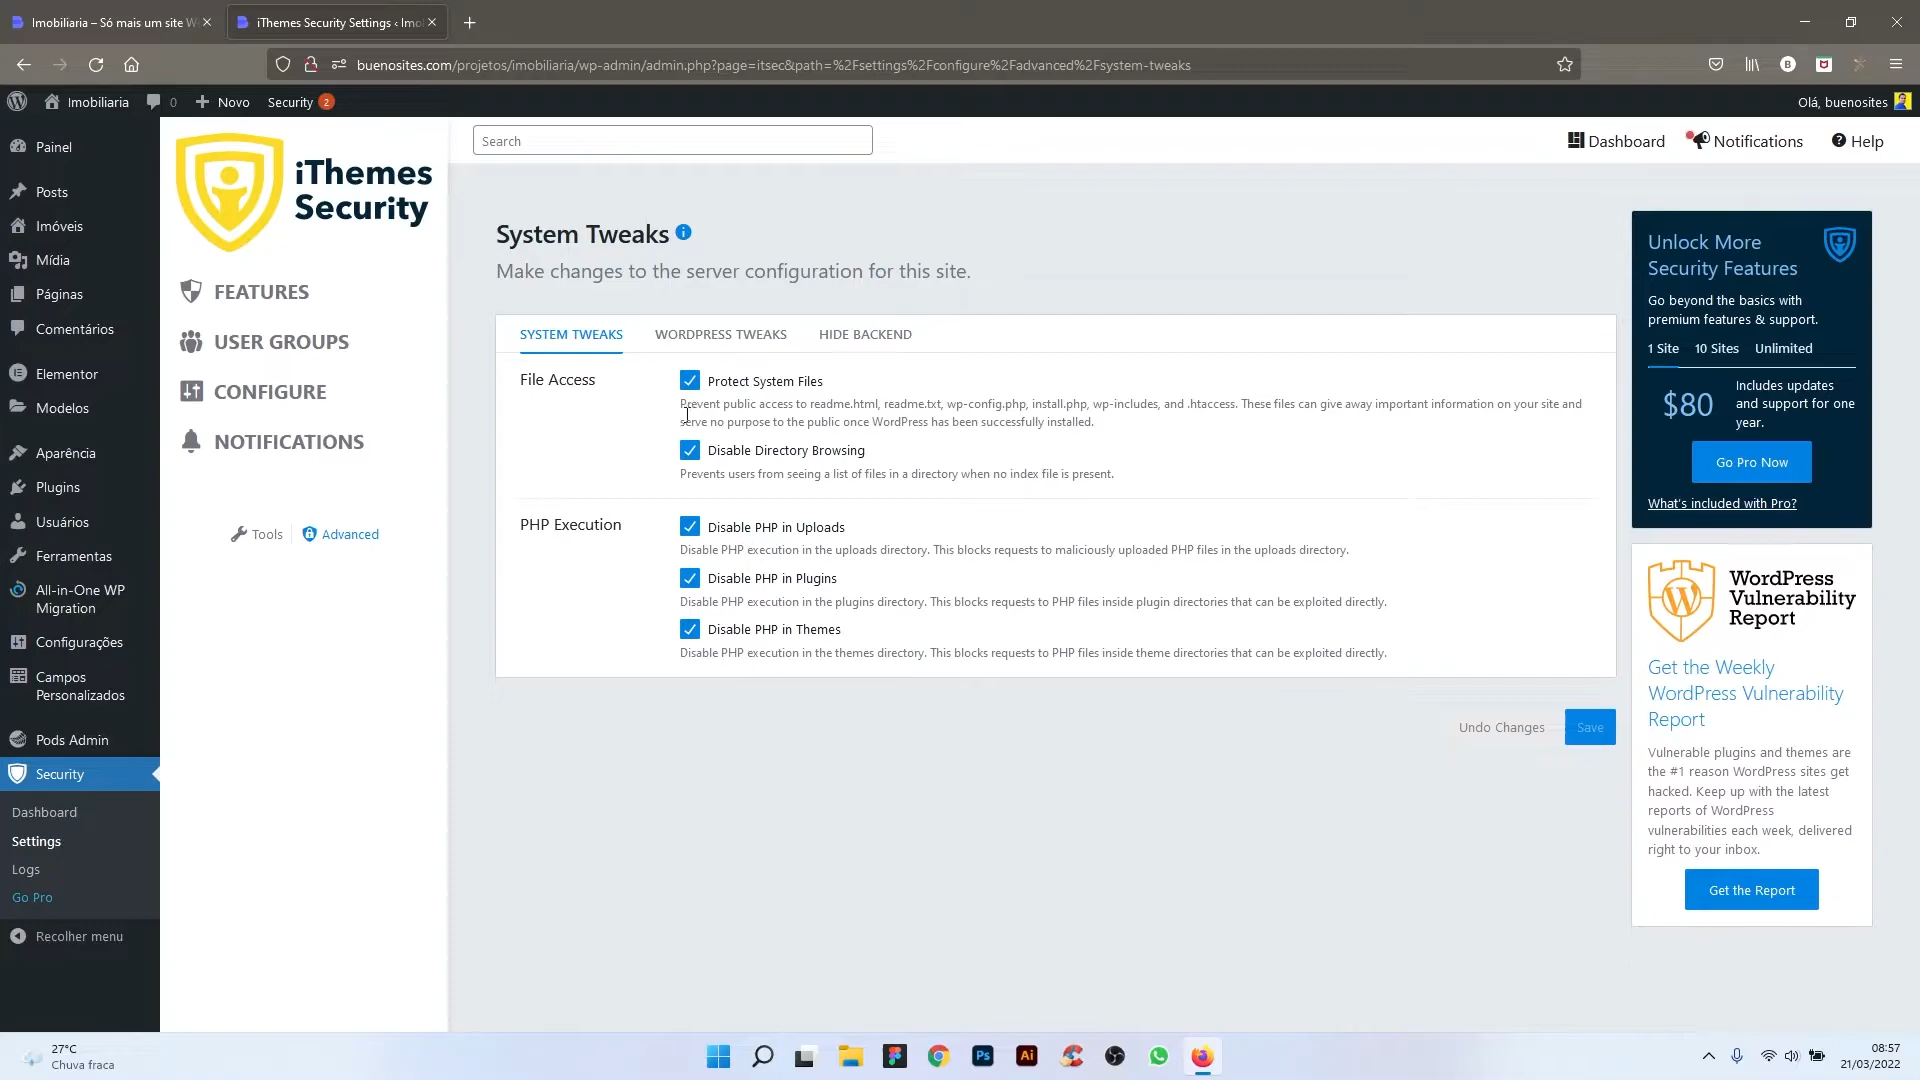 Imobiliaria – Só mais um site W
iThemes Security Settings ‹ Imo
buenosites.com/projetos/imobiliaria/wp-admin/admin.php?page=itsec&path=%2Fsettings%2Fconfigure%2Fadvanced%2Fsystem-tweaks
Imobiliaria
0
Novo
Security 2
Olá, buenosites
Painel
Posts
Imóveis
Mídia
Páginas
Comentários
Elementor
Modelos
Aparência
Plugins
Usuários
Ferramentas
All-in-One WP
Migration
Configurações
Campos
Personalizados
Pods Admin
Security
Dashboard
Settings
Logs
Go Pro
Recolher menu
iThemes
Security
FEATURES
USER GROUPS
CONFIGURE
NOTIFICATIONS
Tools
Advanced
Search
Dashboard
Notifications
Help
System Tweaks
Make changes to the server configuration for this site.
SYSTEM TWEAKS
WORDPRESS TWEAKS
HIDE BACKEND
File Access
Protect System Files
Prevent public access to readme.html, readme.txt, wp-config.php, install.php, wp-includes, and .htaccess. These files can give away important information on your site and
serve no purpose to the public once WordPress has been successfully installed.
Disable Directory Browsing
Prevents users from seeing a list of files in a directory when no index file is present.
PHP Execution
Disable PHP in Uploads
Disable PHP execution in the uploads directory. This blocks requests to maliciously uploaded PHP files in the uploads directory.
Disable PHP in Plugins
Disable PHP execution in the plugins directory. This blocks requests to PHP files inside plugin directories that can be exploited directly.
Disable PHP in Themes
Disable PHP execution in the themes directory. This blocks requests to PHP files inside theme directories that can be exploited directly.
Undo Changes
Save
Unlock More
Security Features
Go beyond the basics with
premium features & support.
1 Site 10 Sites Unlimited
$80
Includes updates
and support for one
year.
Go Pro Now
What's included with Pro?
WordPress
Vulnerability
Report
Get the Weekly
WordPress Vulnerability
Report
Vulnerable plugins and themes are
the #1 reason WordPress sites get
hacked. Keep up with the latest
reports of WordPress
vulnerabilities each week, delivered
right to your inbox.
Get the Report
27°C
Chuva fraca
Ps
Ai
08:57
21/03/2022